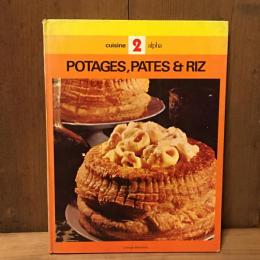 cuisine 2 alpha
POTAGES, PATES & RIZ